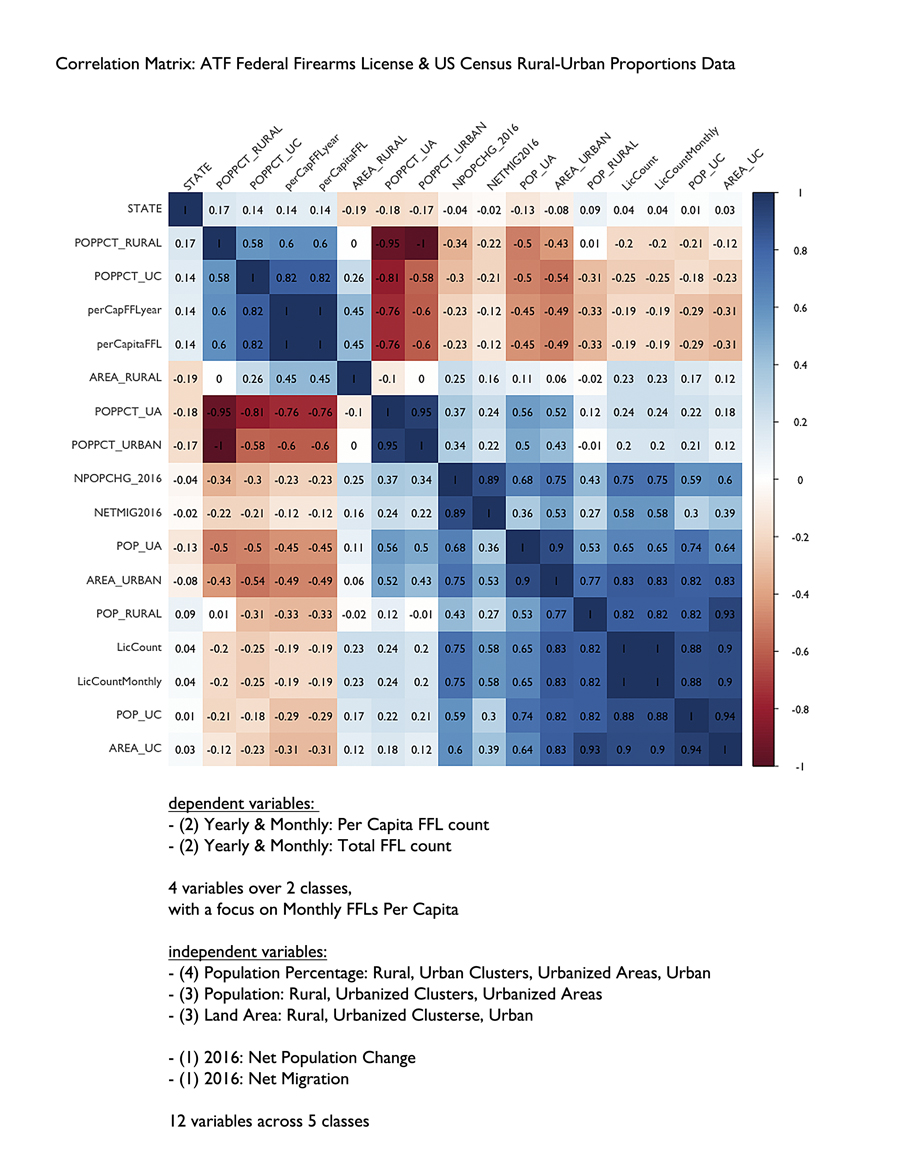 Correlation Matrix: ATF Federal Firearms License & US Census Rural-Urban Proportions Data
STATE POPPCT_RURAL POPPCT_UC perCapFFLyear perCapitaFFL AREA_RURAL POPPCT_UA POPPCT_URBAN NPOPCHG_2016 NETMIG2016 POP_UA AREA_URBAN POP_RURAL LicCount LicCountMonthly POP_UC AREA_UC
STATE 1 0.17 0.14 0.14 0.14 -0.19 -0.18 -0.17 -0.04 -0.02 -0.13 -0.08 0.09 0.04 0.04 0.01 0.03 1
POPPCT_RURAL 0.17 1 0.58 0.6 0.6 0 -0.95 -1 -0.34 -0.22 -0.5 -0.43 0.01 -0.2 -0.2 -0.21 -0.12 0.8
POPPCT_UC 0.14 0.58 1 0.82 0.82 0.26 -0.81 -0.58 -0.3 -0.21 -0.5 -0.54 -0.31 -0.25 -0.25 -0.18 -0.23
perCapFFLyear 0.14 0.6 0.82 1 1 0.45 -0.76 -0.6 -0.23 -0.12 -0.45 -0.49 -0.33 -0.19 -0.19 -0.29 -0.31 0.6
perCapitaFFL 0.14 0.6 0.82 1 1 0.45 -0.76 -0.6 -0.23 -0.12 -0.45 -0.49 -0.33 -0.19 -0.19 -0.29 -0.31
AREA_RURAL -0.19 0 0.26 0.45 0.45 1 -0.1 0 0.25 0.16 0.11 0.06 -0.02 0.23 0.23 0.17 0.12 0.4
POPPCT_UA -0.18 -0.95 -0.81 -0.76 -0.76 -0.1 1 0.95 0.37 0.24 0.56 0.52 0.12 0.24 0.24 0.22 0.18 0.2
POPPCT_URBAN -0.17 -1 -0.58 -0.6 -0.6 0 0.95 1 0.34 0.22 0.5 0.43 -0.01 0.2 0.2 0.21 0.12
NPOPCHG_2016 -0.04 -0.34 -0.3 -0.23 -0.23 0.25 0.37 0.34 1 0.89 0.68 0.75 0.43 0.75 0.75 0.59 0.6 0
NETMIG2016 -0.02 -0.22 -0.21 -0.12 -0.12 0.16 0.24 0.22 0.89 1 0.36 0.53 0.27 0.58 0.58 0.3 0.39
POP_UA -0.13 -0.5 -0.5 -0.45 -0.45 0.11 0.56 0.5 0.68 0.36 1 0.9 0.53 0.65 0.65 0.74 0.64 -0.2
AREA_URBAN -0.08 -0.43 -0.54 -0.49 -0.49 0.06 0.52 0.43 0.75 0.53 0.9 1 0.77 0.83 0.83 0.82 0.83 -0.4
POP_RURAL 0.09 0.01 -0.31 -0.33 -0.33 -0.02 0.12 -0.01 0.43 0.27 0.53 0.77 1 0.82 0.82 0.82 0.93
LicCount 0.04 -0.2 -0.25 -0.19 -0.19 0.23 0.24 0.2 0.75 0.58 0.65 0.83 0.82 1 1 0.88 0.9 -0.6
LicCountMonthly 0.04 -0.2 -0.25 -0.19 -0.19 0.23 0.24 0.2 0.75 0.58 0.65 0.83 0.82 1 1 0.88 0.9
POP_UC 0.01 -0.21 -0.18 -0.29 -0.29 0.17 0.22 0.21 0.59 0.3 0.74 0.82 0.82 0.88 0.88 1 0.94 -0.8
AREA_UC 0.03 -0.12 -0.23 -0.31 -0.31 0.12 0.18 0.12 0.6 0.39 0.64 0.83 0.93 0.9 0.9 0.94 1 -1
dependent variables:
- (2) Yearly & Monthly: Per Capita FFL count
- (2) Yearly & Monthly: Total FFL count
4 variables over 2 classes,
with a focus on Monthly FFLs Per Capita
independent variables:
- (4) Population Percentage: Rural, Urban Clusters, Urbanized Areas, Urban
- (3) Population: Rural, Urbanized Clusters, Urbanized Areas
- (3) Land Area: Rural, Urbanized Clusterse, Urban
- (1) 2016: Net Population Change
- (1) 2016: Net Migration
12 variables across 5 classes